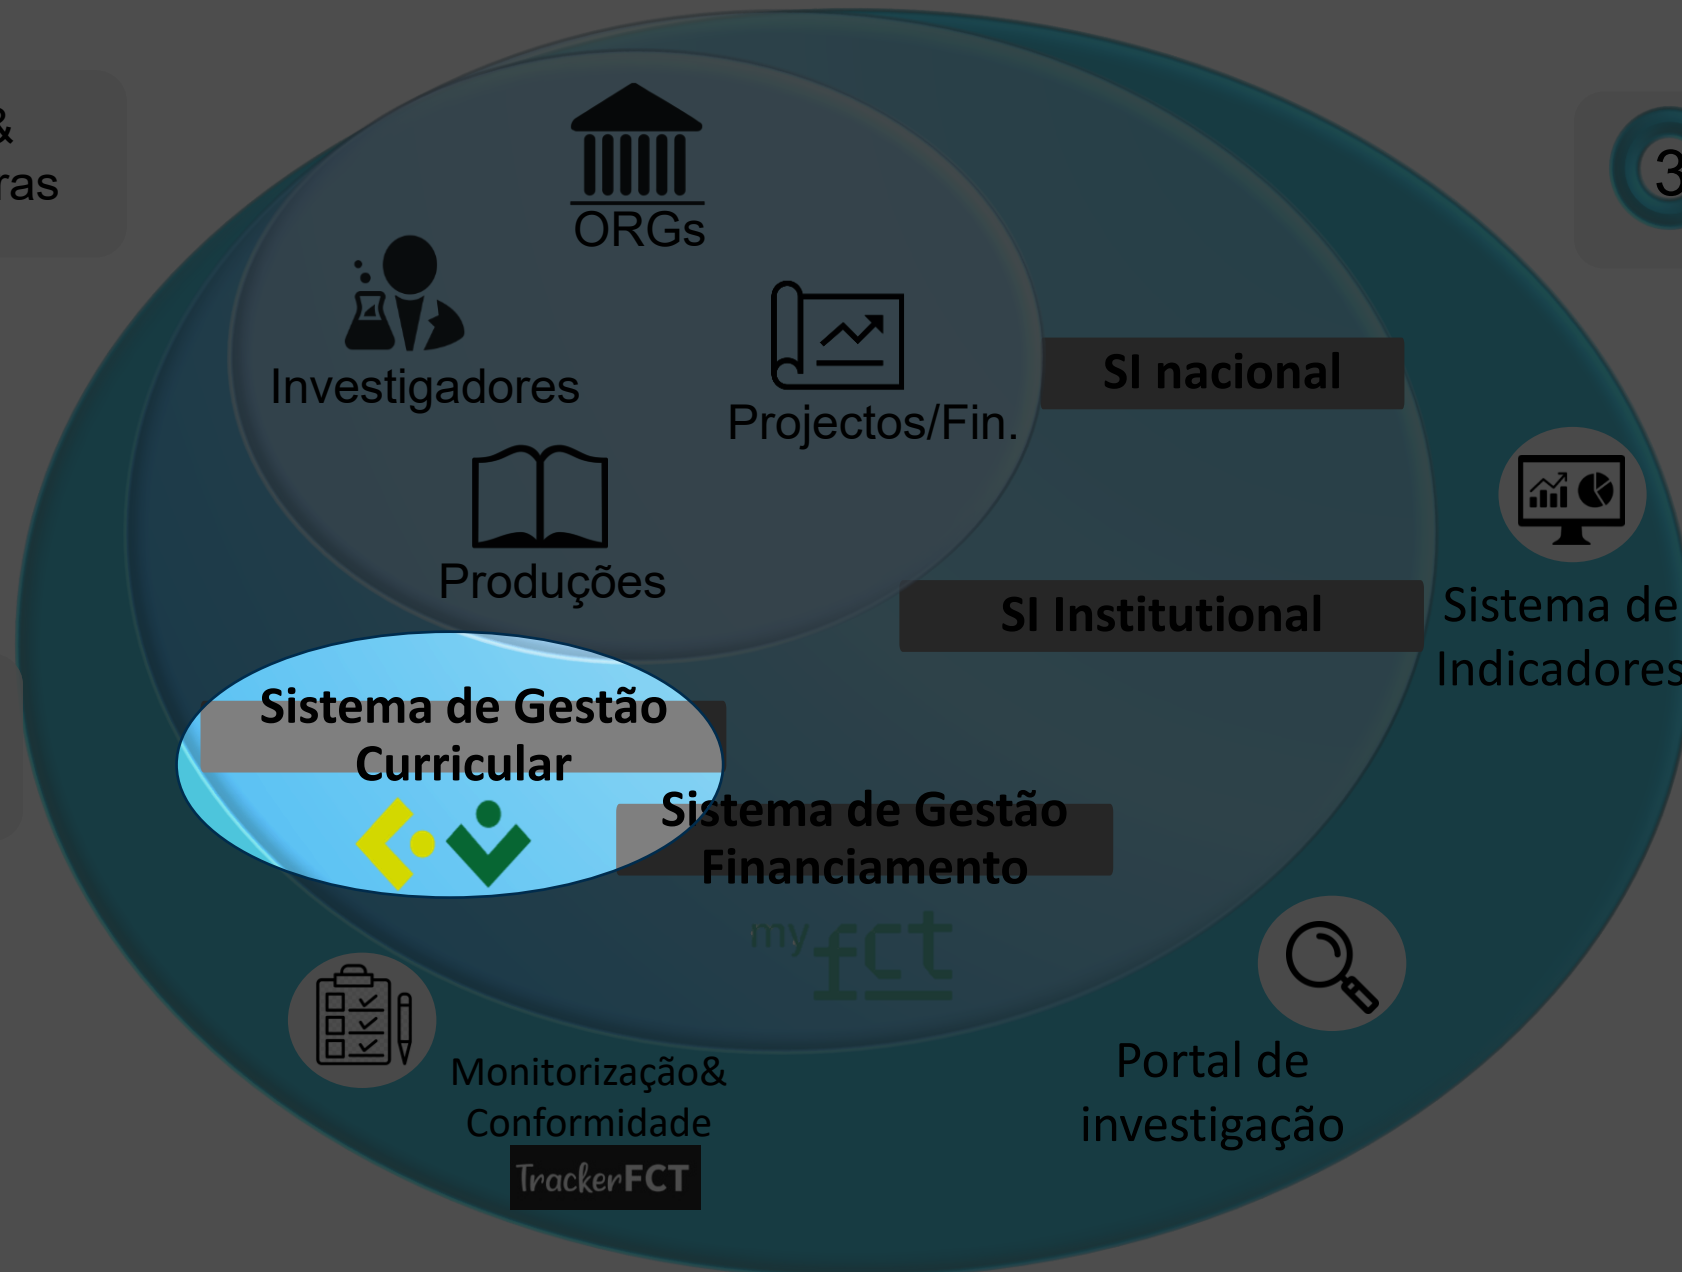 &
ras
3
ORGs
Investigadores
Projectos/Fin.
SI nacional
Produções
SI Institutional
Sistema de
Indicadores
Sistema de Gestão
Curricular
Sistema de Gestão
Financiamento
my fct
Monitorização&
Conformidade
TrackerFCT
Portal de
investigação